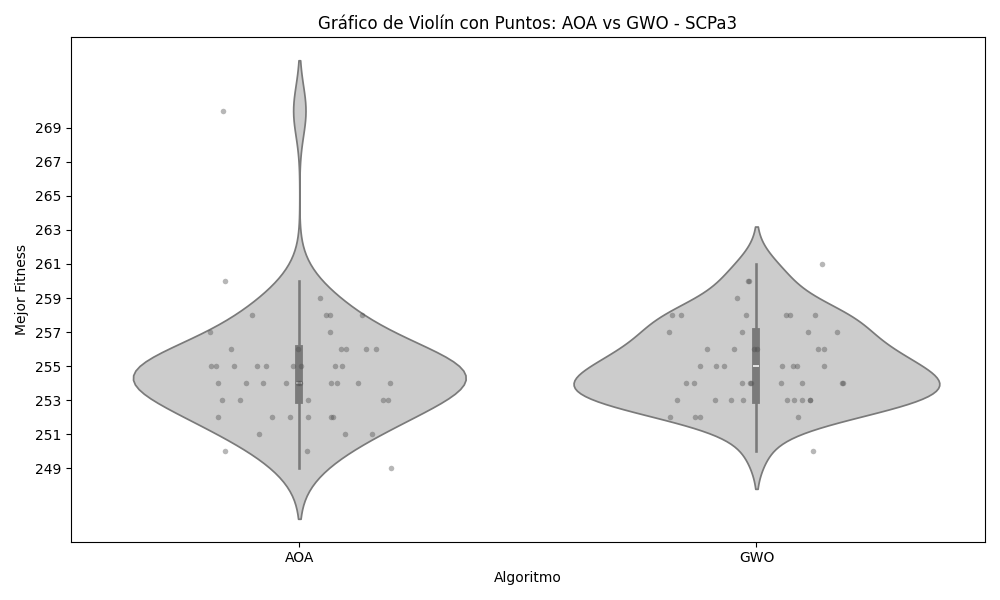 Gráfico de Violín con Puntos: AOA vs GWO - SCPa3
Mejor Fitness
269
267
265
263
261
259
257
255
253
251
249
AOA
GWO
Algoritmo